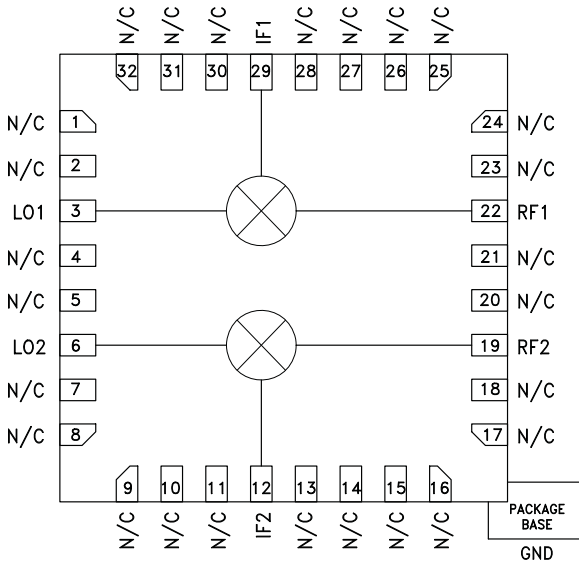 N/C N/C N/C IF1 N/C N/C N/C N/C
32 31 30 29 28 27 26 25
N/C 1 24 N/C
N/C 2 23 N/C
LO1 3 22 RF1
N/C 4 21 N/C
N/C 5 20 N/C
LO2 6 19 RF2
N/C 7 18 N/C
N/C 8 17 N/C
9 10 11 12 13 14 15 16
N/C N/C N/C IF2 N/C N/C N/C N/C
PACKAGE
BASE
GND